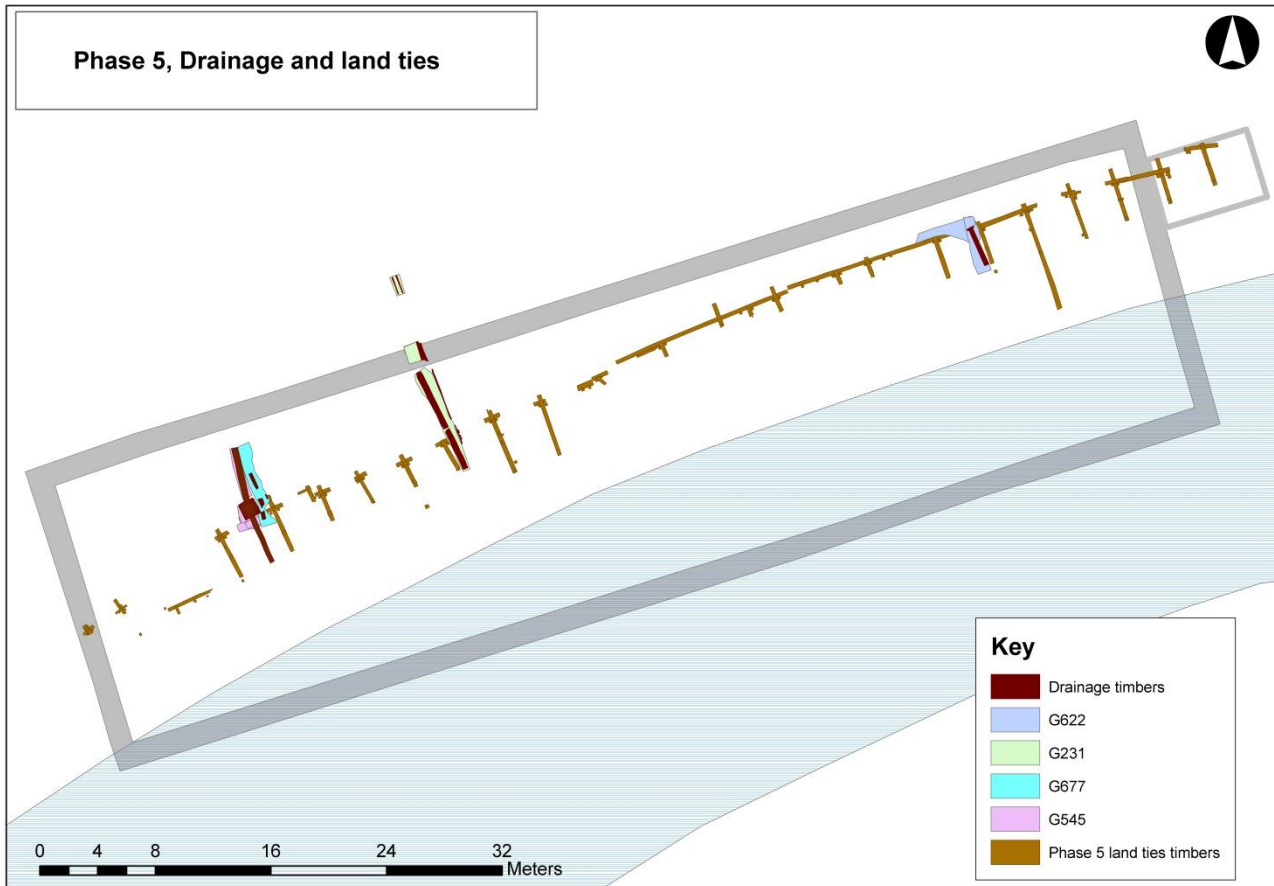 Phase 5, Drainage and land ties
Key
Drainage timbers
G622
G231
G677
G545
Phase 5 land ties timbers
0 4 8 16 24 32
Meters